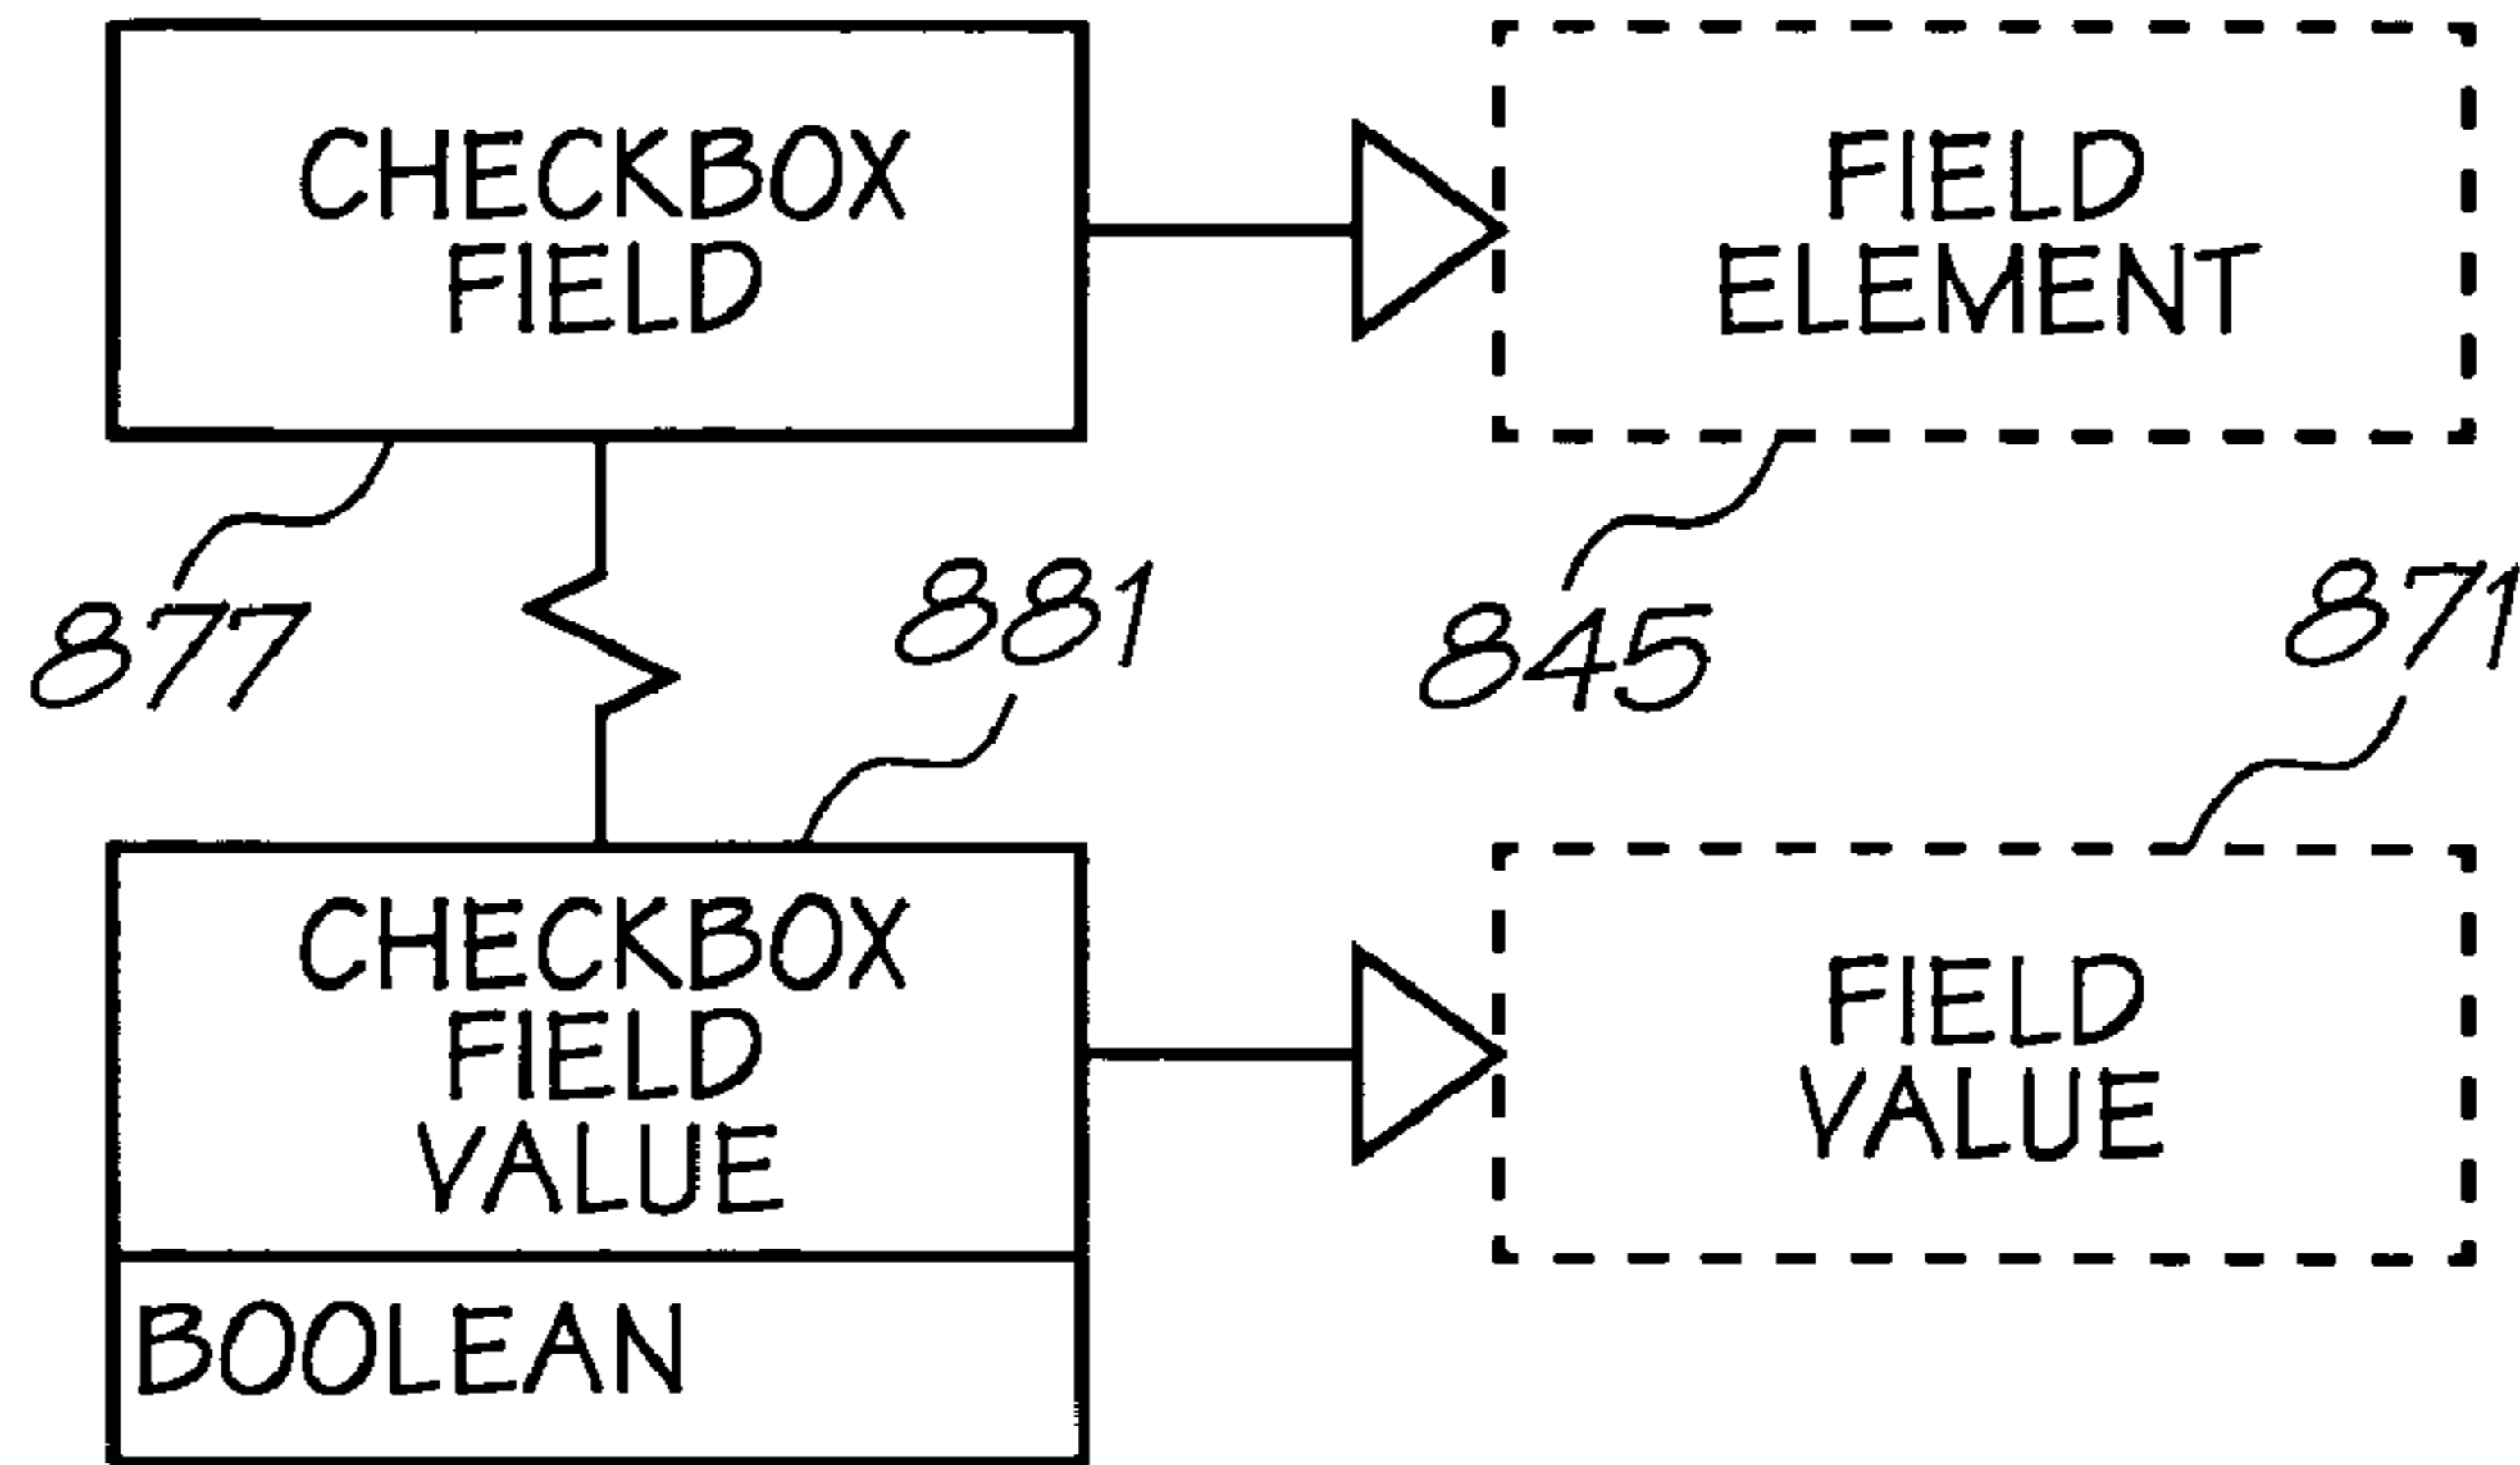 CHECKBOX
FIELD
FIELD
ELEMENT
877
881
845
871
CHECKBOX
FIELD
VALUE
FIELD
VALUE
BOOLEAN